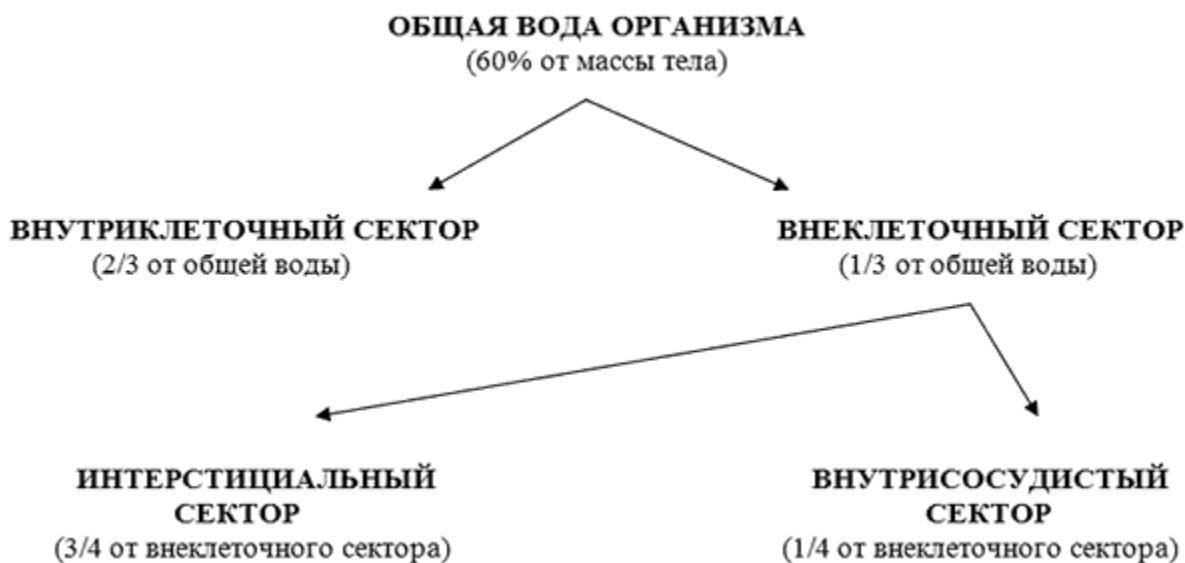 ОБЩАЯ ВОДА ОРГАНИЗМА
(60% от массы тела)
ВНУТРИКЛЕТОЧНЫЙ СЕКТОР
(2/3 от общей воды)
ВНЕКЛЕТОЧНЫЙ СЕКТОР
(1/3 от общей воды)
ИНТЕРСТИЦИАЛЬНЫЙ
СЕКТОР
(3/4 от внеклеточного сектора)
ВНУТРИСОСУДИСТЫЙ
СЕКТОР
(1/4 от внеклеточного сектора)